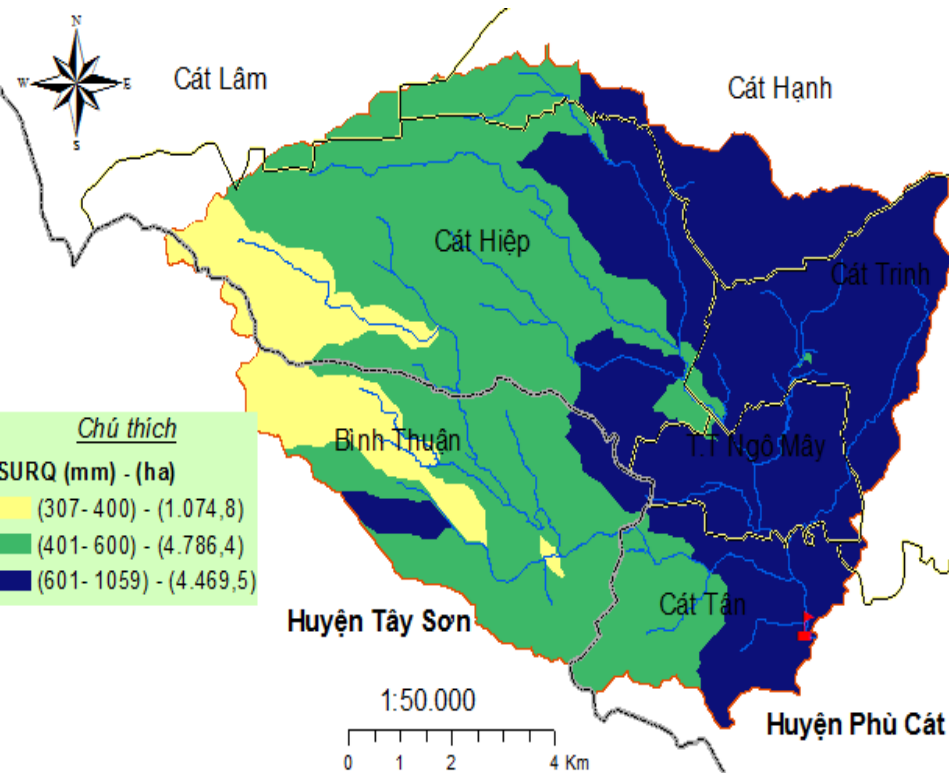 N
W
E
S
Cát Lâm
Cát Hạnh
Cát Hiệp
Cát Trinh
Chú thích
SURQ (mm) - (ha)
(307- 400) - (1.074,8)
(401- 600) - (4.786,4)
(601- 1059) - (4.469,5)
Bình Thuận
T.T Ngô Mây
Cát Tân
Huyện Tây Sơn
1:50.000
Huyện Phù Cát
0 1 2 4 Km